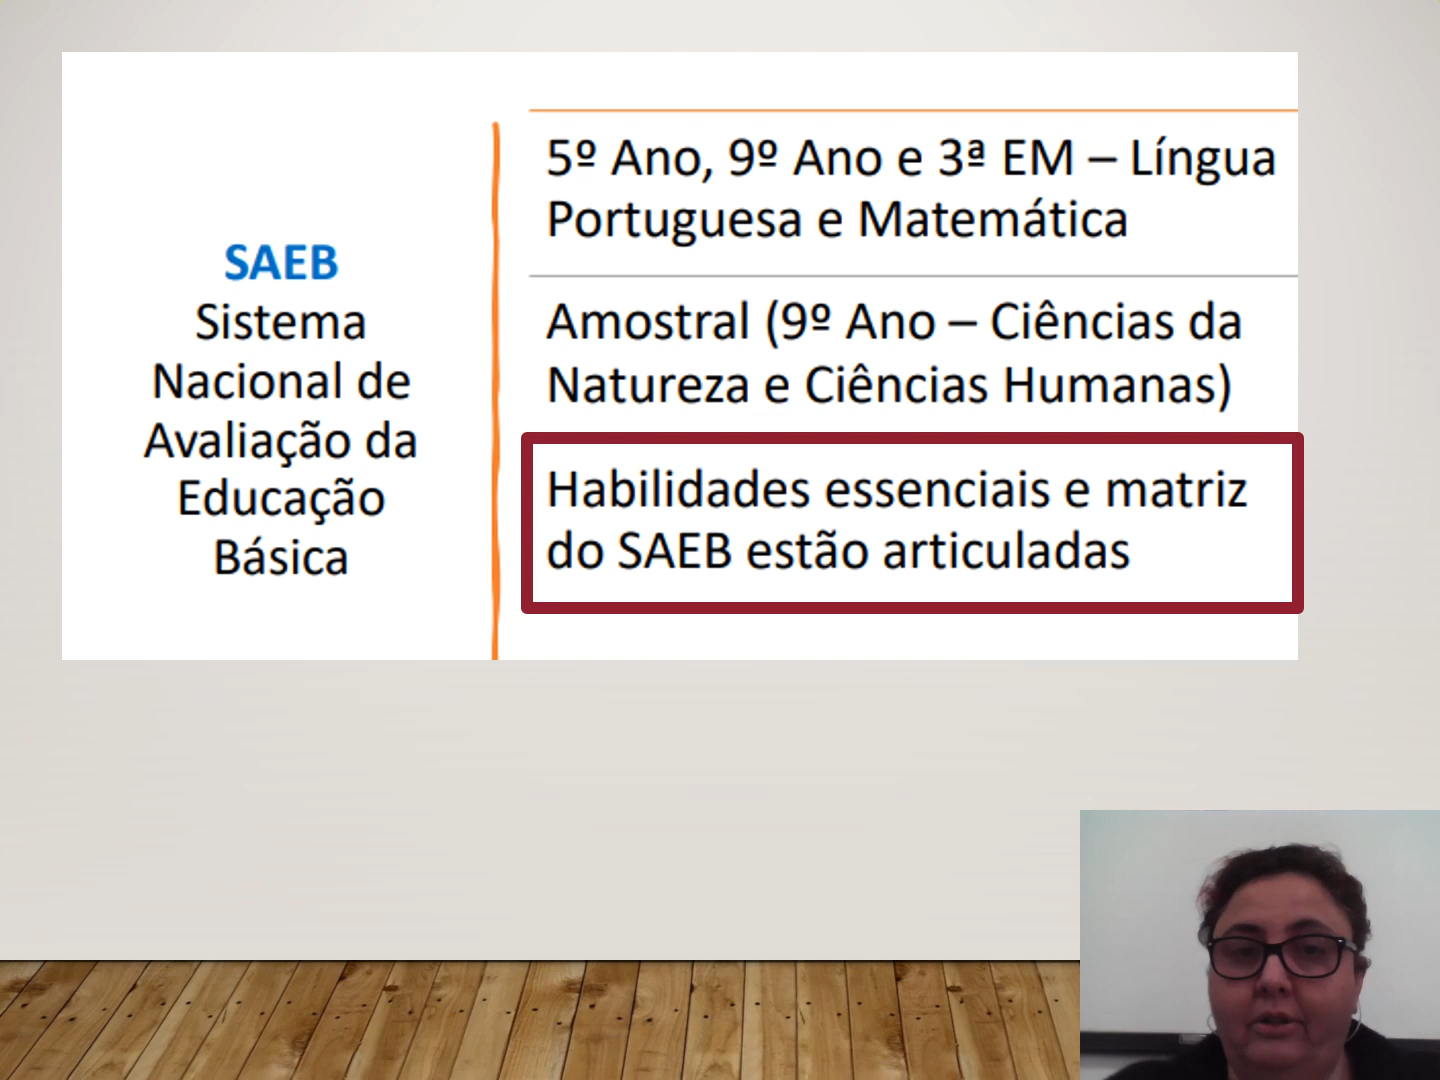 SAEB
Sistema
Nacional de
Avaliação da
Educação
Básica
5º Ano, 9º Ano e 3ª EM – Língua
Portuguesa e Matemática
Amostral (9º Ano – Ciências da
Natureza e Ciências Humanas)
Habilidades essenciais e matriz
do SAEB estão articuladas